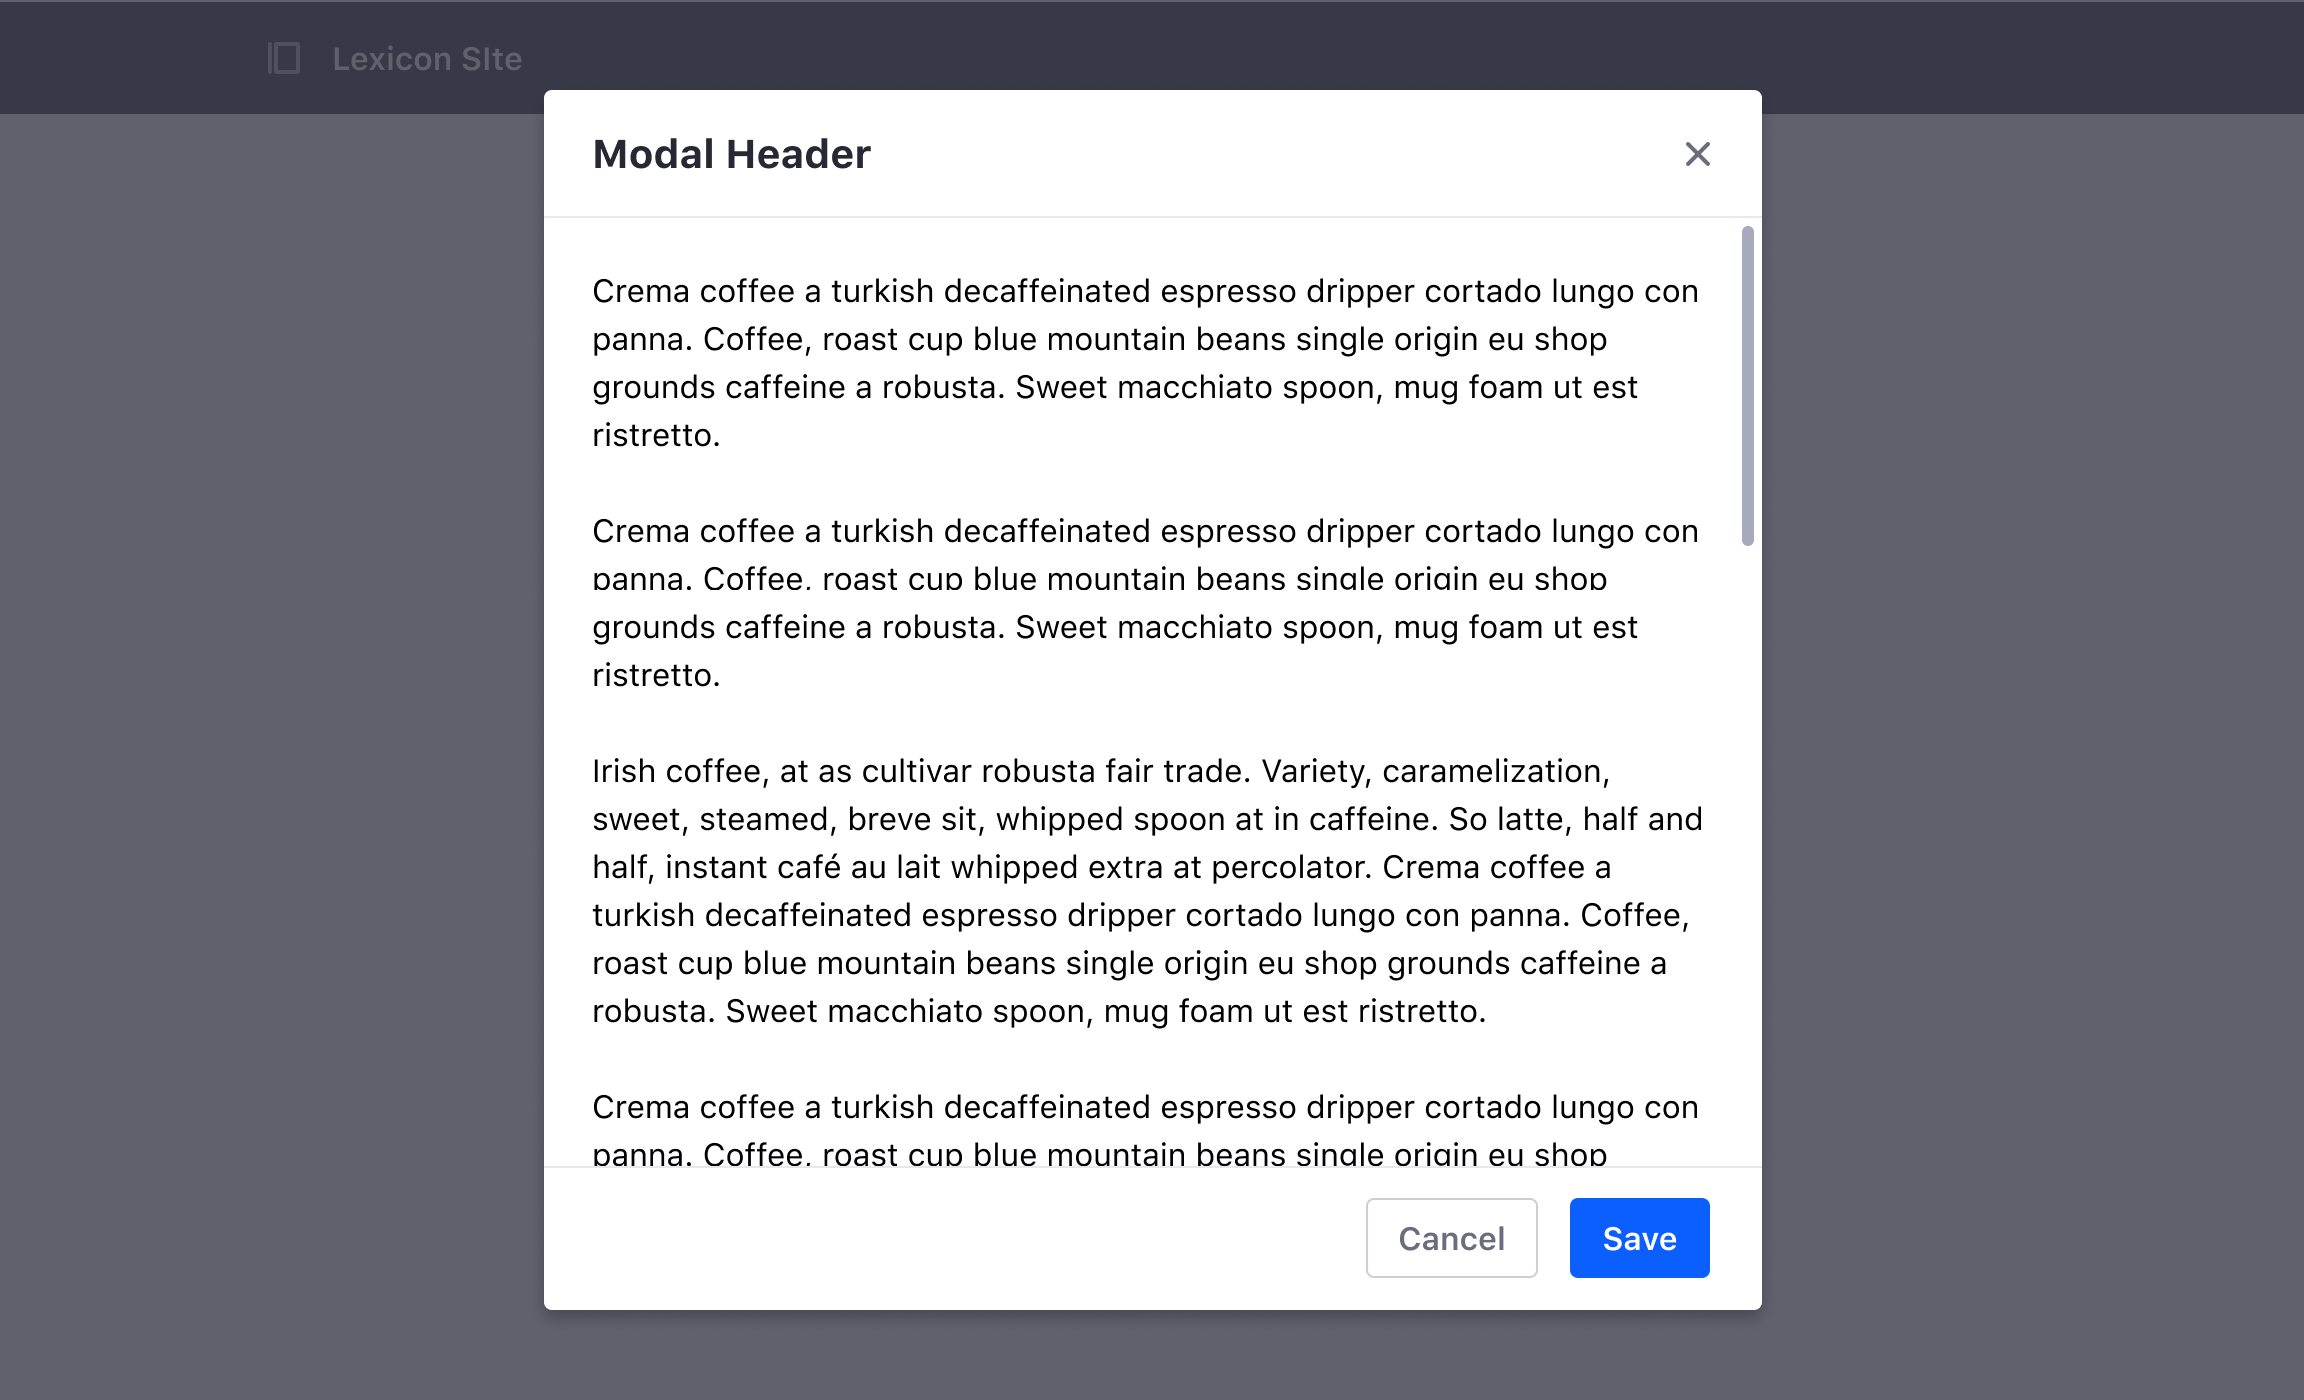 Lexicon SIte
Modal Header
Crema coffee a turkish decaffeinated espresso dripper cortado lungo con
panna. Coffee, roast cup blue mountain beans single origin eu shop
grounds caffeine a robusta. Sweet macchiato spoon, mug foam ut est
ristretto.
Crema coffee a turkish decaffeinated espresso dripper cortado lungo con
panna. Coffee, roast cup blue mountain beans single origin eu shop
grounds caffeine a robusta. Sweet macchiato spoon, mug foam ut est
ristretto.
Irish coffee, at as cultivar robusta fair trade. Variety, caramelization,
sweet, steamed, breve sit, whipped spoon at in caffeine. So latte, half and
half, instant café au lait whipped extra at percolator. Crema coffee a
turkish decaffeinated espresso dripper cortado lungo con panna. Coffee,
roast cup blue mountain beans single origin eu shop grounds caffeine a
robusta. Sweet macchiato spoon, mug foam ut est ristretto.
Crema coffee a turkish decaffeinated espresso dripper cortado lungo con
panna. Coffee, roast cup blue mountain beans single origin eu shop
Cancel
Save